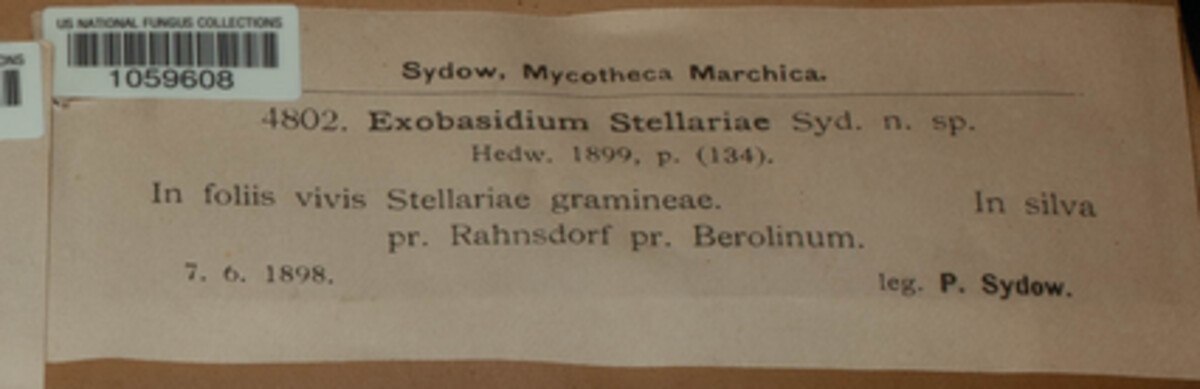 US NATIONAL FUNGUS COLLECTIONS
1059608
ONS
Sydow, Mycotheca Marchica.
4802. Exobasidium Stellariae Syd. n. sp.
Hedw. 1899, p. (134).
In foliis vivis Stellariae gramineae. In silva
pr. Rahnsdorf pr. Berolinum.
7. 6. 1898. leg. P. Sydow.